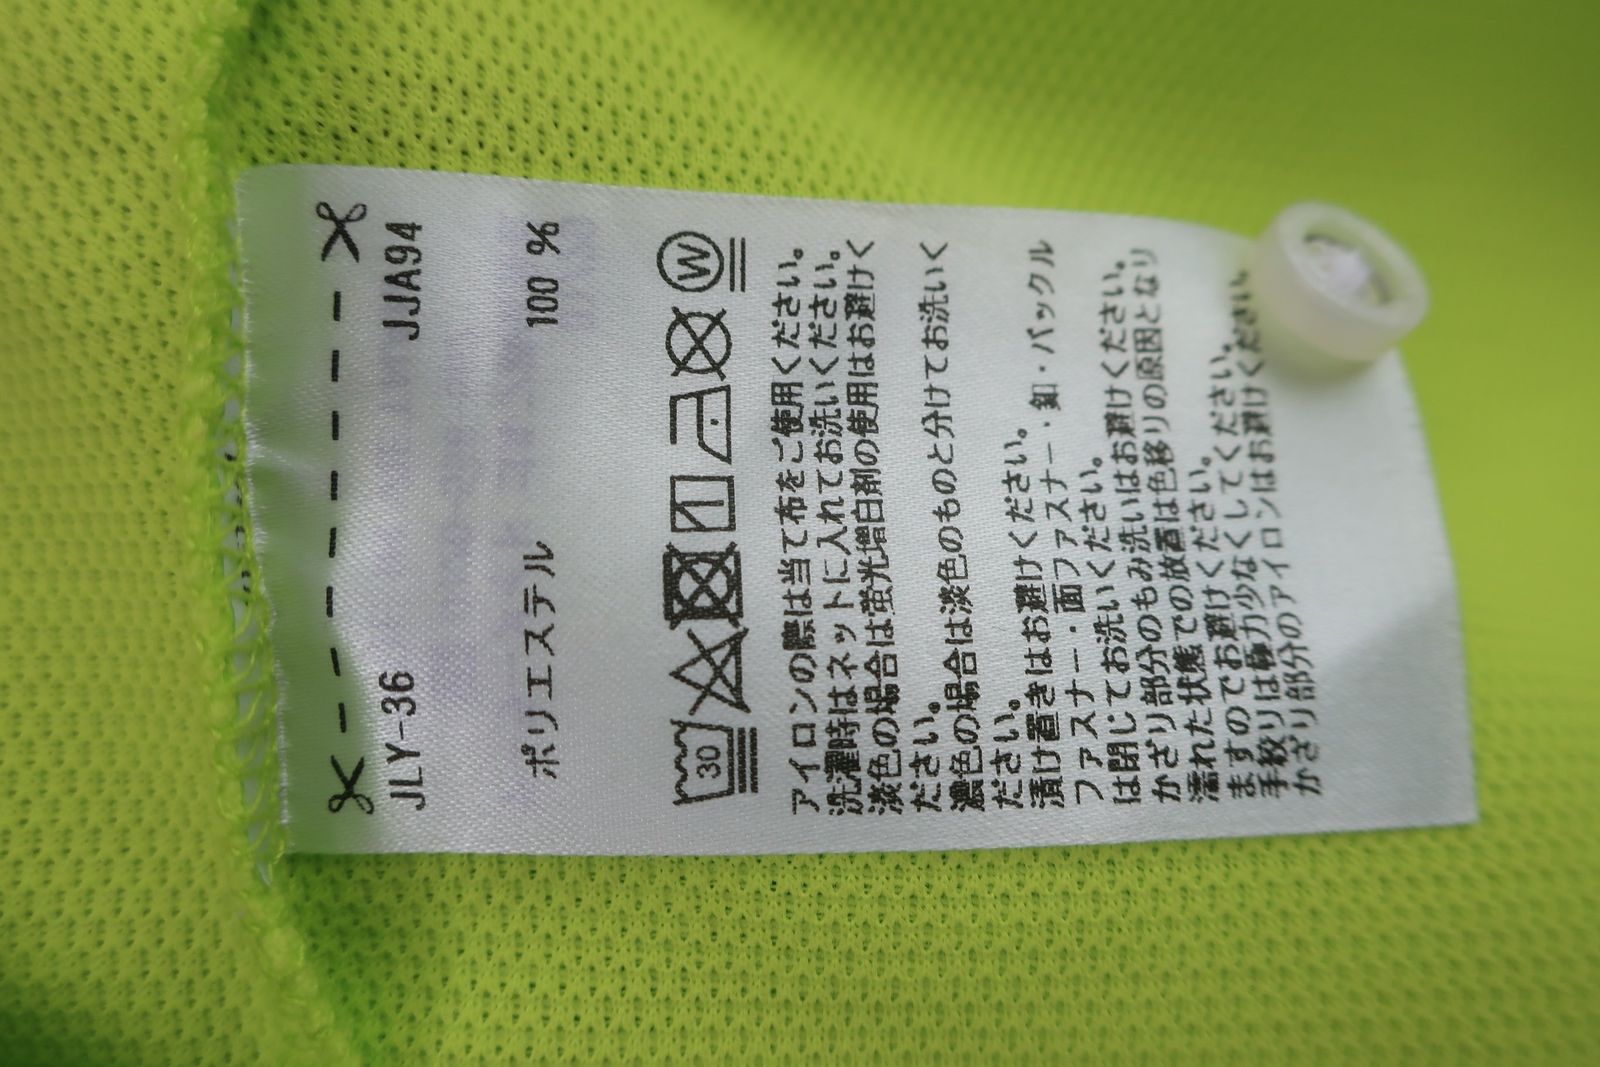 JLY-36 JJA94
ポリエステル 100 %
30 W
アイロンの際は当て布をご使用ください。
洗濯時はネットに入れてお洗いください。
淡色の場合は蛍光増白剤の使用はお避けく
ださい。
濃色の場合は淡色のものと分けてお洗いく
ださい。
漬け置きはお避けください。
ファスナー・面ファスナー・釦・バックル
は閉じてお洗いください。
かざり部分のもみ洗いはお避けください。
濡れた状態での放置は色移りの原因となり
ますのでお避けください。
手絞りは極力少なくしてください。
かざり部分のアイロンはお避けください。